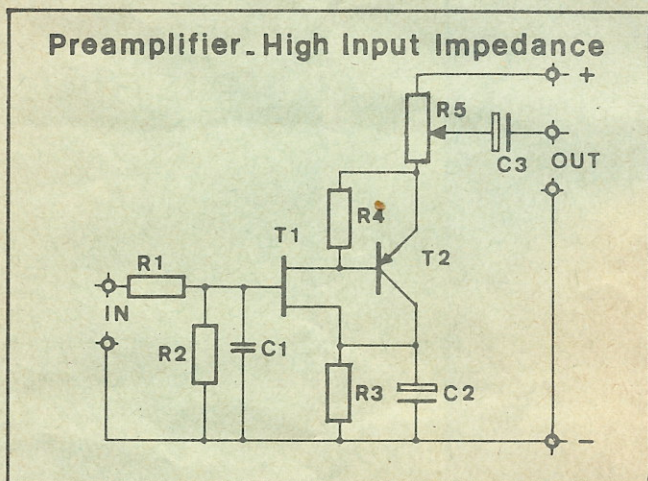 Preamplifier_High Input Impedance
+
R5
C3 OUT
R4
T1
T2
R1
IN
R2
C1
R3
C2
-